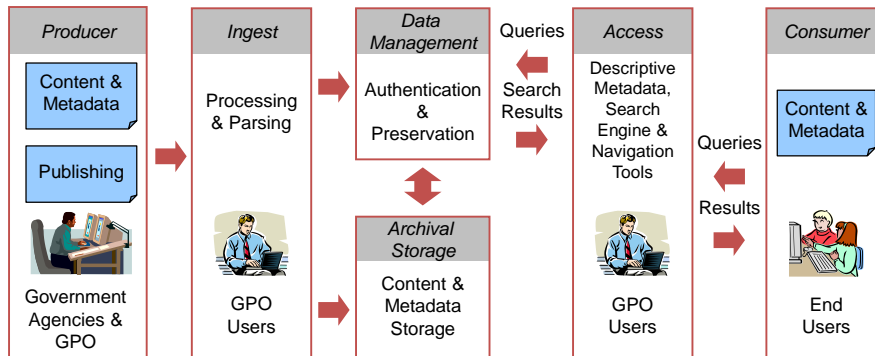 Producer
Content &
Metadata
Publishing
Government
Agencies &
GPO
Ingest
Processing
& Parsing
GPO
Users
Data
Management
Authentication
&
Preservation
Archival
Storage
Content &
Metadata
Storage
Queries
Search
Results
Access
Descriptive
Metadata,
Search
Engine &
Navigation
Tools
GPO
Users
Queries
Results
Consumer
Content &
Metadata
End
Users